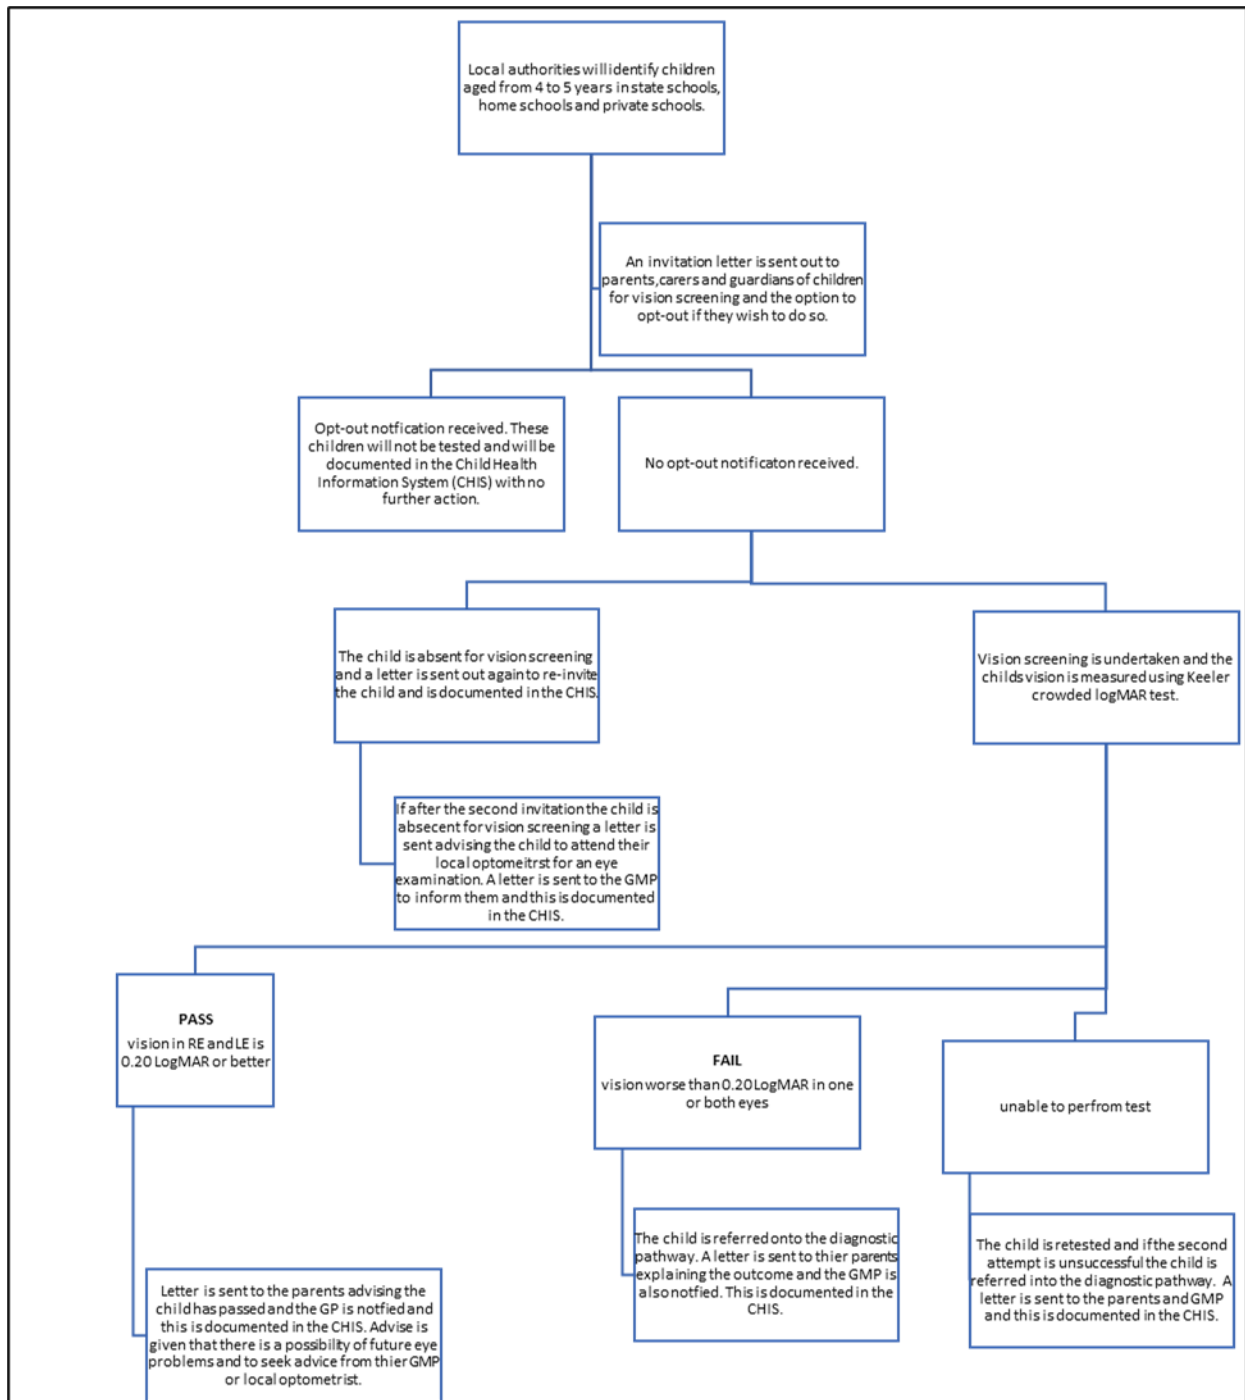 Local authorities will identify children
aged from 4 to 5 years in state schools,
home schools and private schools.
An invitation letter is sent out to
parents,carers and guardians of children
for vision screening and the option to
opt-out if they wish to do so.
Opt-out notfication received. These
children will not be tested and will be
documented in the Child Health
Information System (CHIS) with no
further action.
No opt-out notificaton received.
The child is absent for vision screening
and a letter is sent out again to re-invite
the child and is documented in the CHIS.
Vision screening is undertaken and the
childs vision is measured using Keeler
crowded logMAR test.
If after the second invitation the child is
absecent for vision screening a letter is
sent advising the child to attend their
local optomeitrst for an eye
examination. A letter is sent to the GMP
to inform them and this is documented
in the CHIS.
PASS
vision in RE and LE is
0.20 LogMAR or better
FAIL
vision worse than 0.20 LogMAR in one
or both eyes
unable to perfrom test
Letter is sent to the parents advising the
child has passed and the GP is notfied and
this is documented in the CHIS. Advise is
given that there is a possibility of future eye
problems and to seek advice from thier GMP
or local optometrist.
The child is referred onto the diagnostic
pathway. A letter is sent to thier parents
explaining the outcome and the GMP is
also notfied. This is documented in the
CHIS.
The child is retested and if the second
attempt is unsuccessful the child is
referred into the diagnostic pathway. A
letter is sent to the parents and GMP
and this is documented in the CHIS.